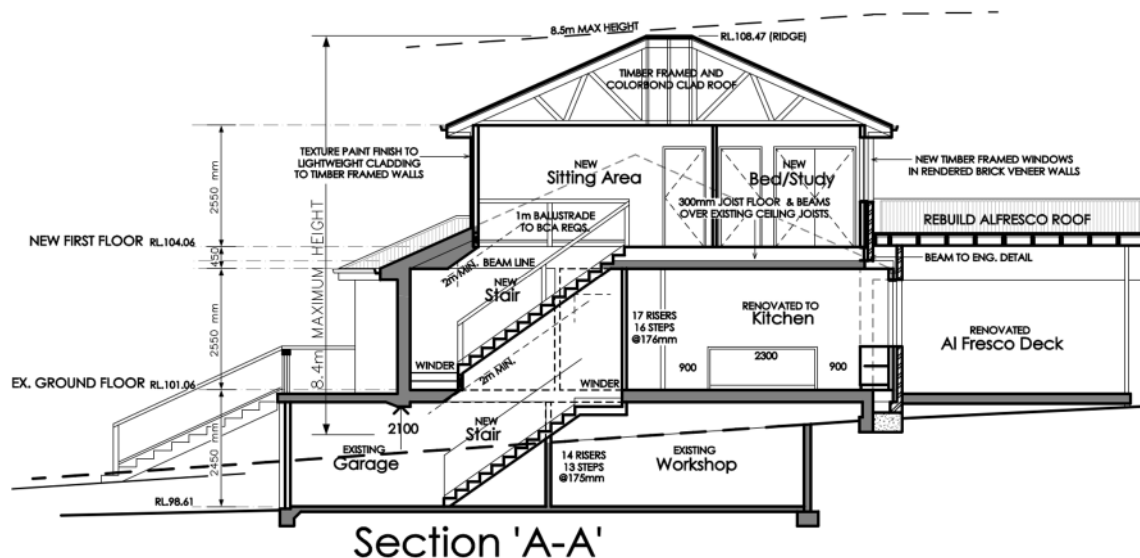 8.5m MAX HEIGHT
RL.108.47 (RIDGE)
TIMBER FRAMED AND
COLORBOND CLAD ROOF
TEXTURE PAINT FINISH TO
LIGHTWEIGHT CLADDING
TO TIMBER FRAMED WALLS
NEW
Sitting Area
NEW
Bed/Study
NEW TIMBER FRAMED WINDOWS
IN RENDERED BRICK VENEER WALLS
2550 mm
300mm JOIST FLOOR & BEAMS
OVER EXISTING CEILING JOISTS.
1m BALUSTRADE
TO BCA REQS.
REBUILD ALFRESCO ROOF
NEW FIRST FLOOR RL.104.06
450
BEAM LINE
2m MIN.
BEAM TO ENG. DETAIL
8.4m MAXIMUM HEIGHT
NEW
Stair
2550 mm
17 RISERS
16 STEPS
@176mm
RENOVATED TO
Kitchen
RENOVATED
Al Fresco Deck
WINDER
2m MIN.
900
2300
900
EX. GROUND FLOOR RL.101.06
WINDER
2100
NEW
Stair
2450 mm
EXISTING
Garage
14 RISERS
13 STEPS
@175mm
EXISTING
Workshop
RL.98.61
Section 'A-A'